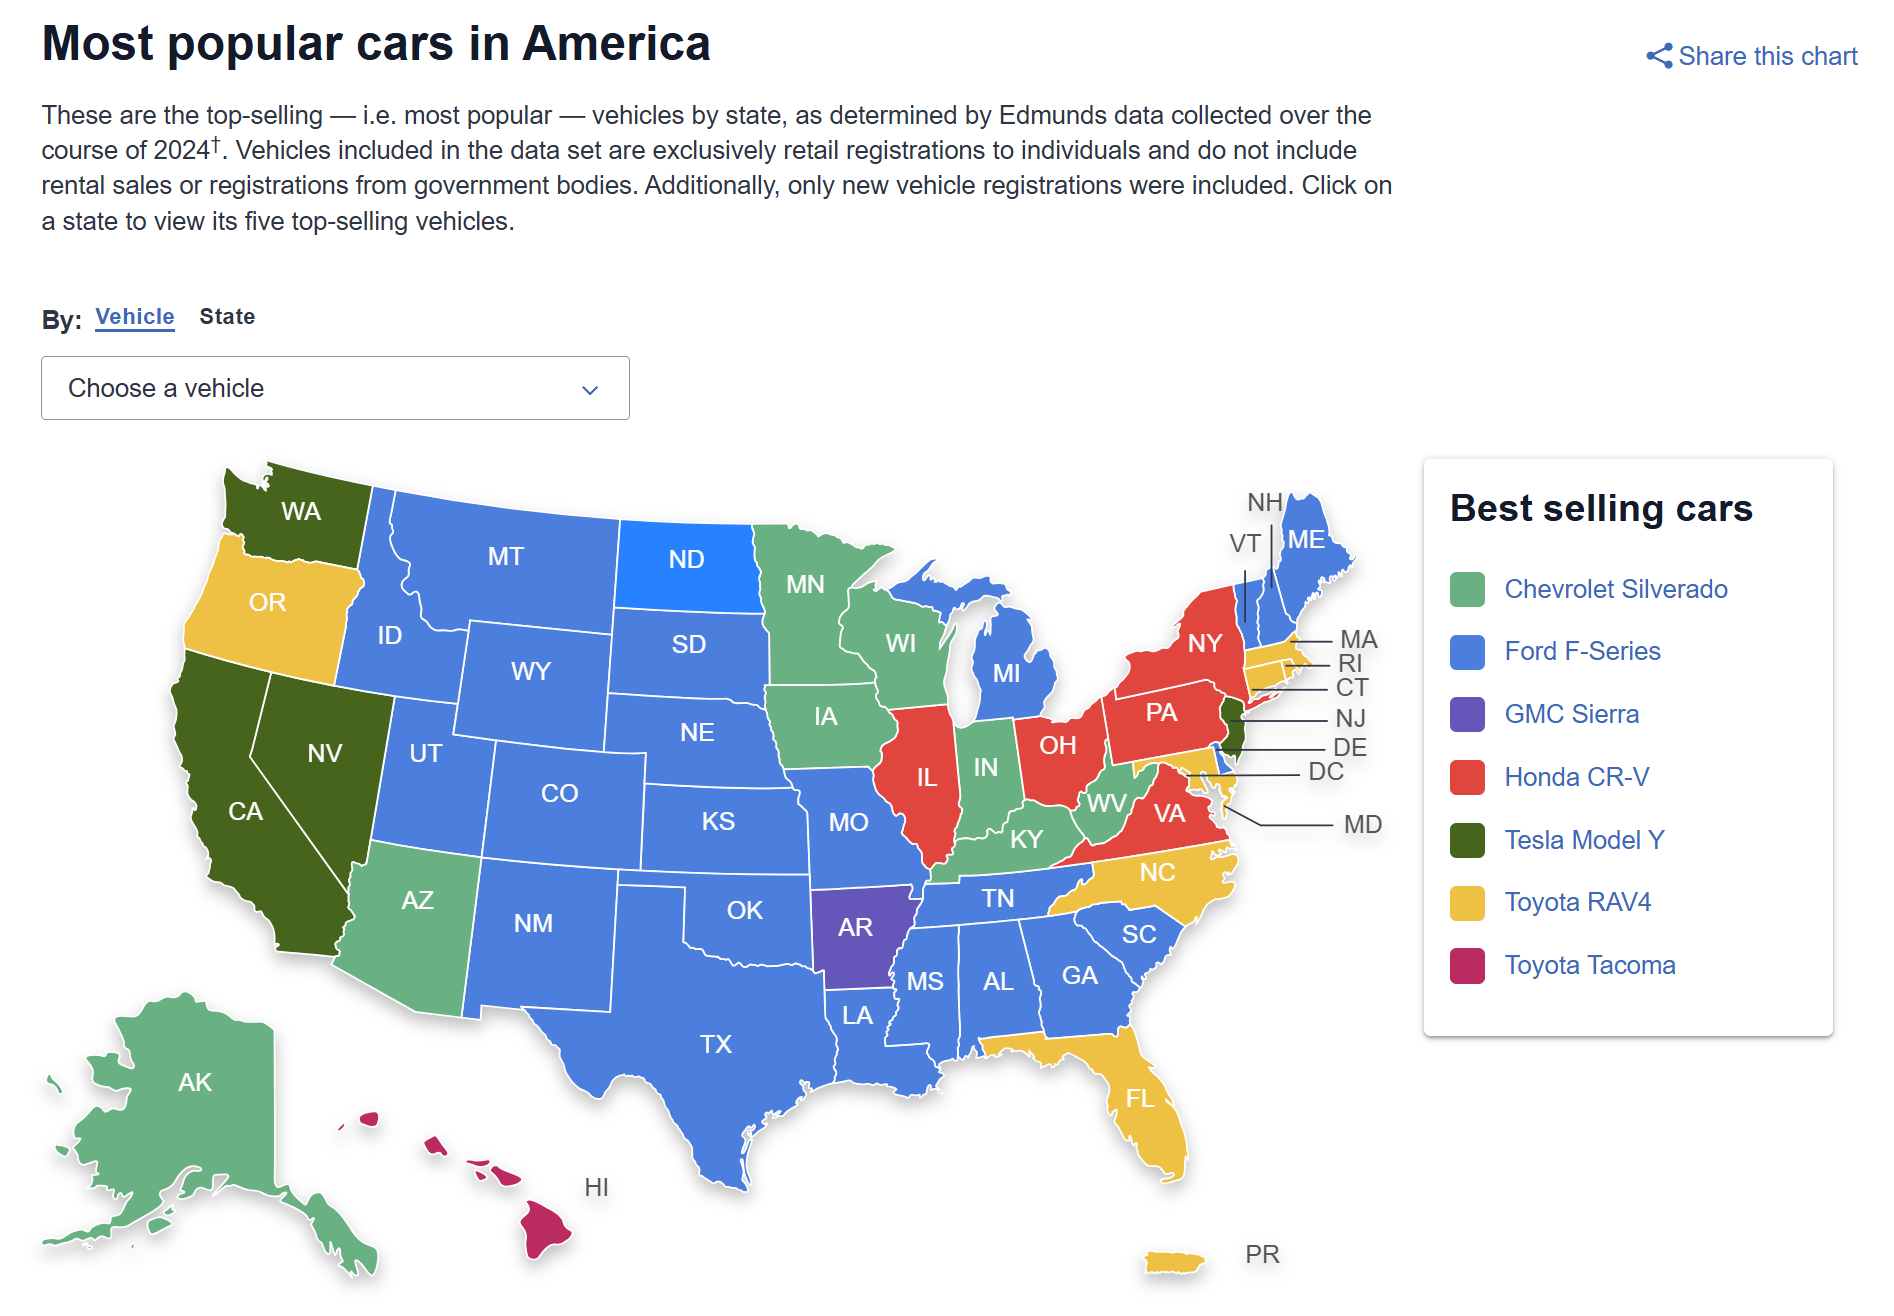 Most popular cars in America
Share this chart
These are the top-selling — i.e. most popular — vehicles by state, as determined by Edmunds data collected over the
course of 2024†. Vehicles included in the data set are exclusively retail registrations to individuals and do not include
rental sales or registrations from government bodies. Additionally, only new vehicle registrations were included. Click on
a state to view its five top-selling vehicles.
By: Vehicle State
Choose a vehicle
WA
OR
CA
NV
ID
MT
WY
UT
CO
AZ
NM
ND
SD
NE
KS
OK
TX
MN
IA
MO
AR
LA
WI
IL
MI
IN
OH
KY
TN
MS
AL
GA
FL
SC
NC
VA
WV
PA
NY
VT
NH
ME
MA
RI
CT
NJ
DE
DC
MD
AK
HI
PR
Best selling cars
Chevrolet Silverado
Ford F-Series
GMC Sierra
Honda CR-V
Tesla Model Y
Toyota RAV4
Toyota Tacoma